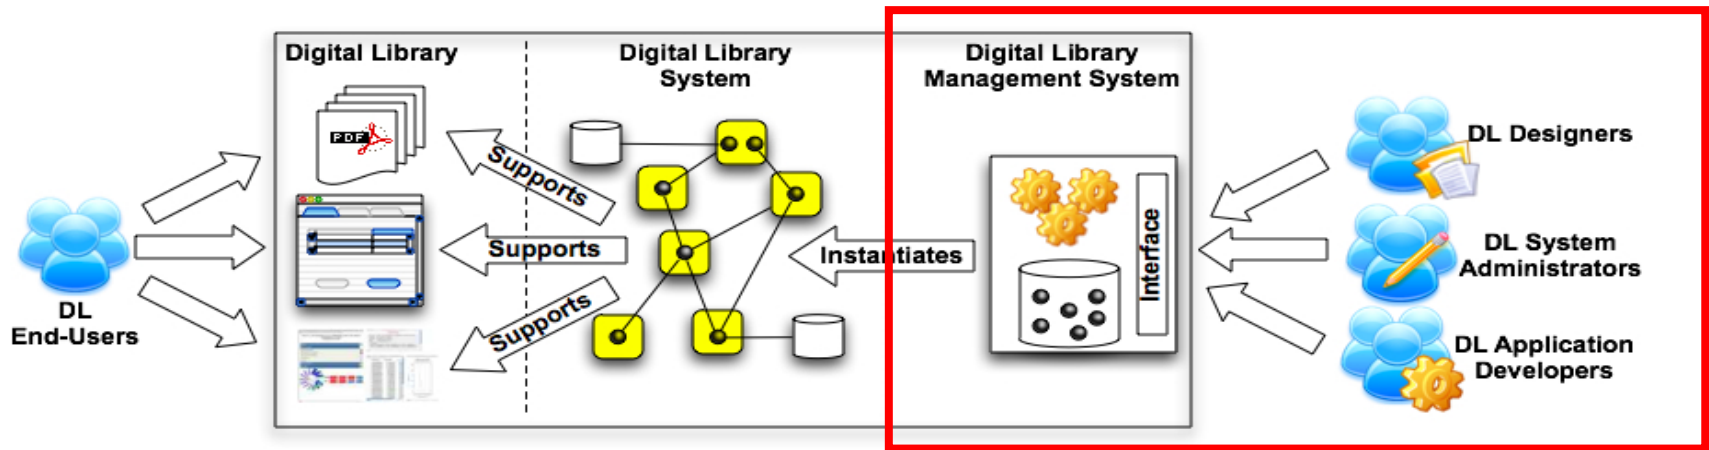 Digital Library
Digital Library
System
Digital Library
Management System
PDF
Supports
Supports
Supports
Instantiates
Interface
DL
End-Users
DL Designers
DL System
Administrators
DL Application
Developers